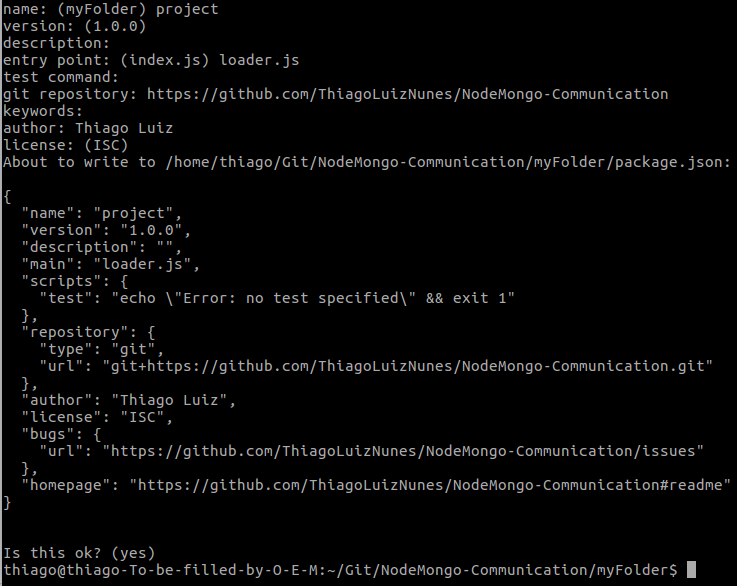 name: (myFolder) project
version: (1.0.0)
description:
entry point: (index.js) loader.js
test command:
git repository: https://github.com/ThiagoLuizNunes/NodeMongo-Communication
keywords:
author: Thiago Luiz
license: (ISC)
About to write to /home/thiago/Git/NodeMongo-Communication/myFolder/package.json:

{
  "name": "project",
  "version": "1.0.0",
  "description": "",
  "main": "loader.js",
  "scripts": {
    "test": "echo \"Error: no test specified\" && exit 1"
  },
  "repository": {
    "type": "git",
    "url": "git+https://github.com/ThiagoLuizNunes/NodeMongo-Communication.git"
  },
  "author": "Thiago Luiz",
  "license": "ISC",
  "bugs": {
    "url": "https://github.com/ThiagoLuizNunes/NodeMongo-Communication/issues"
  },
  "homepage": "https://github.com/ThiagoLuizNunes/NodeMongo-Communication#readme"
}

Is this ok? (yes)
thiago@thiago-To-be-filled-by-O-E-M:~/Git/NodeMongo-Communication/myFolder$